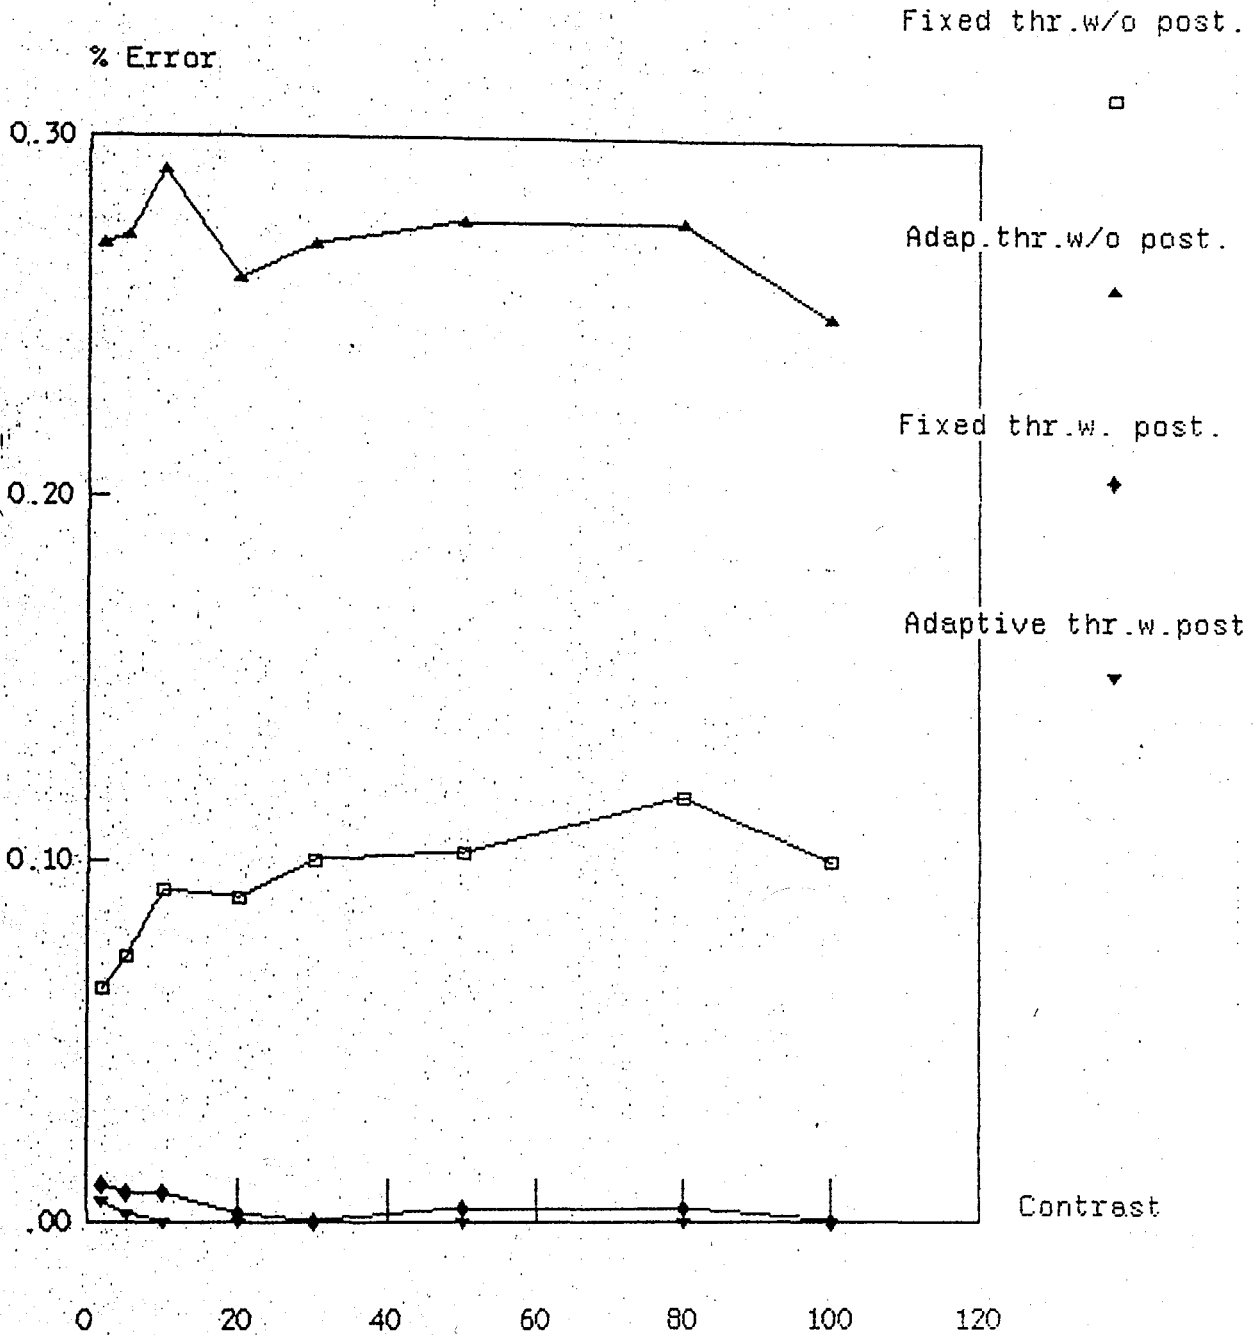 Fixed thr.w/o post.
% Error
0.30
Adap.thr.w/o post.
Fixed thr.w. post.
0.20
Adaptive thr.w.post
0.10
.00
Contrast
0 20 40 60 80 100 120